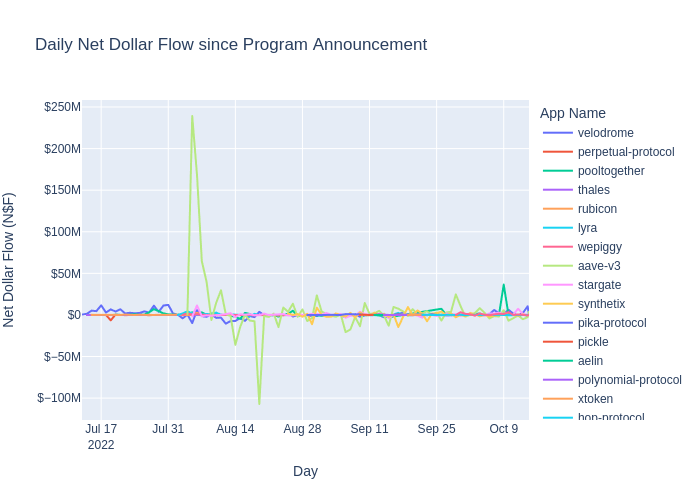 Daily Net Dollar Flow since Program Announcement
Net Dollar Flow (N$F)
$250M
$200M
$150M
$100M
$50M
$0
$−50M
$−100M
Jul 17
2022
Jul 31
Aug 14
Aug 28
Sep 11
Sep 25
Oct 9
Day
App Name
velodrome
perpetual-protocol
pooltogether
thales
rubicon
lyra
wepiggy
aave-v3
stargate
synthetix
pika-protocol
pickle
aelin
polynomial-protocol
xtoken
hop-protocol